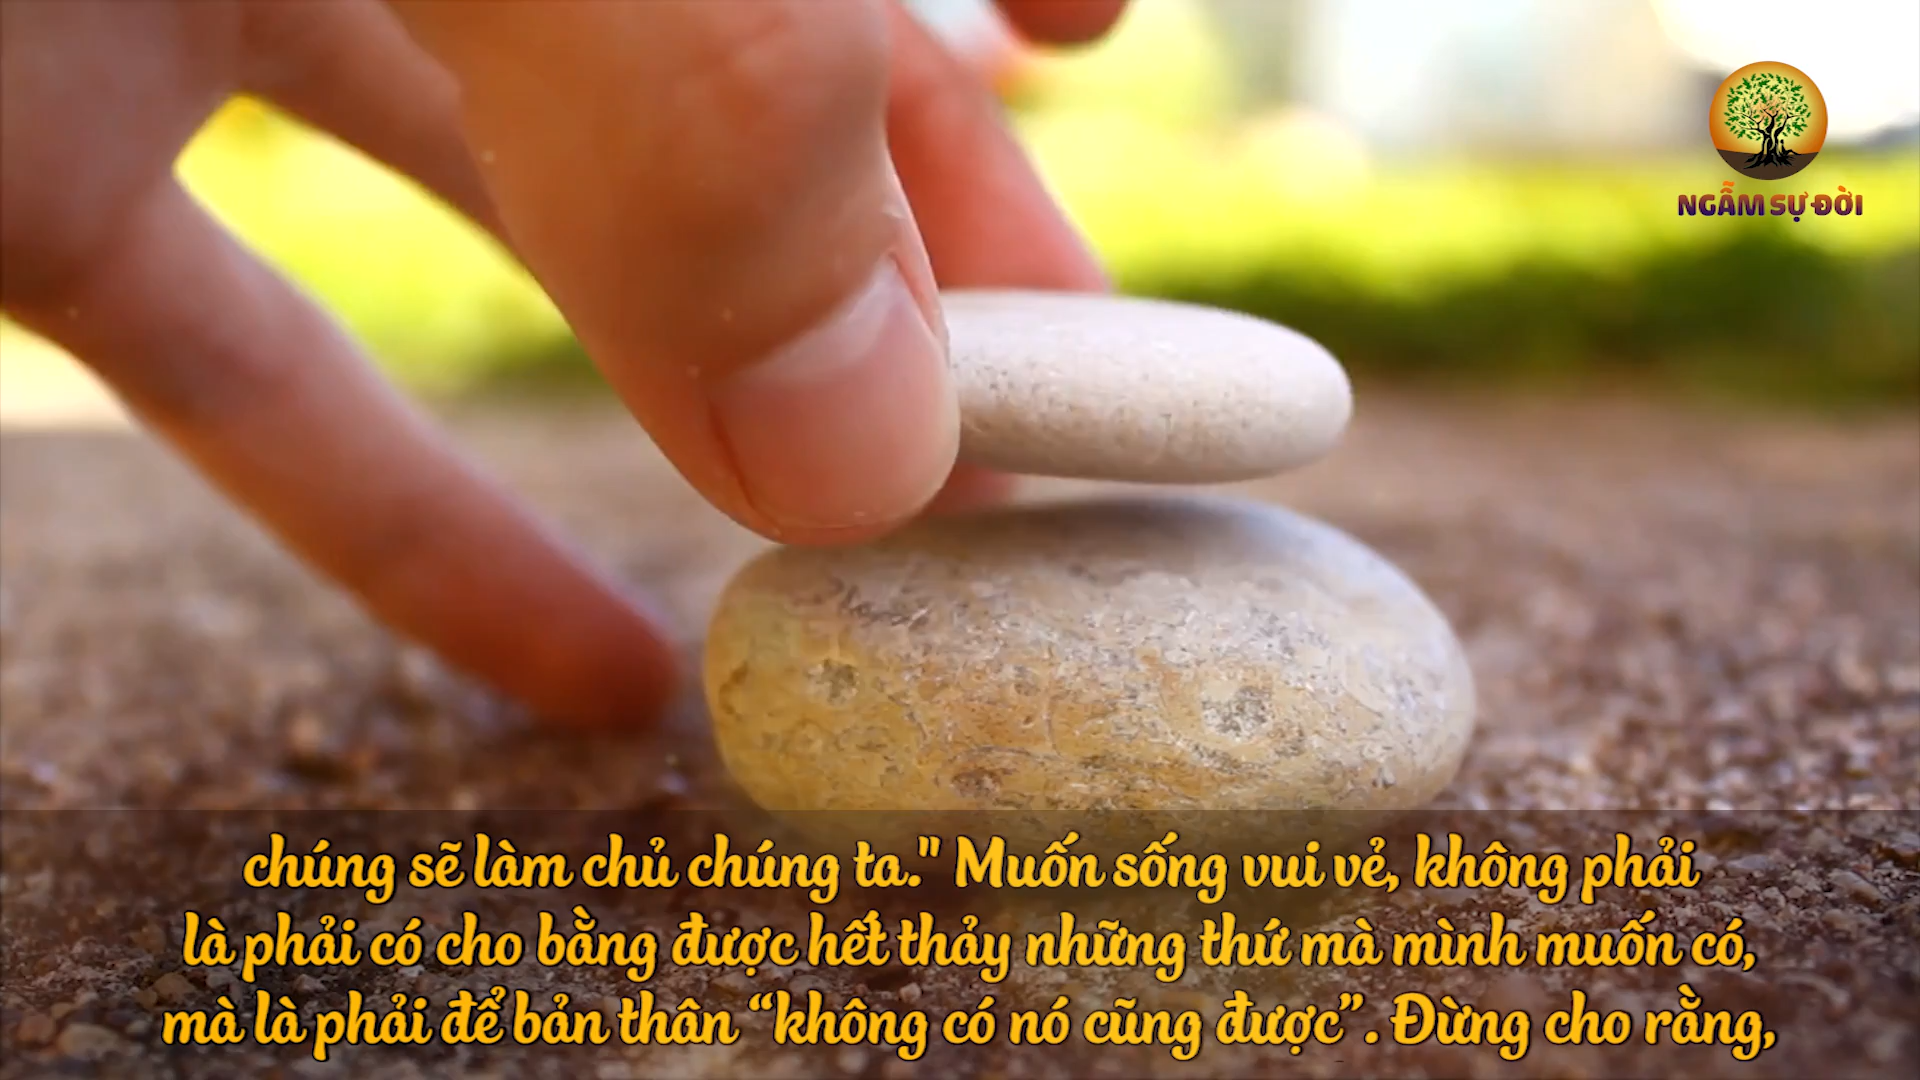 NGẪM SỰ ĐỜI
chúng sẽ làm chủ chúng ta." Muốn sống vui vẻ, không phải
là phải có cho bằng được hết thảy những thứ mà mình muốn có,
mà là phải để bản thân “không có nó cũng được”. Đừng cho rằng,